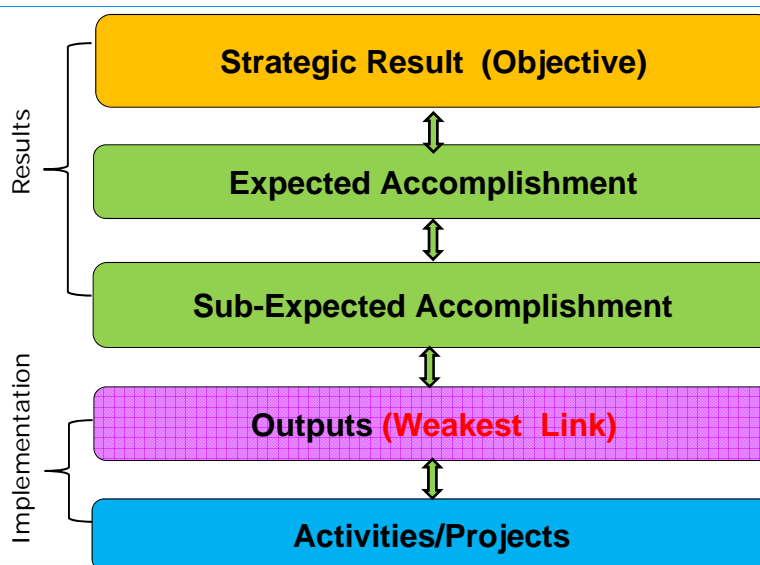 Strategic Result (Objective)
Results
Expected Accomplishment
Sub-Expected Accomplishment
Implementation
Outputs (Weakest Link)
Activities/Projects